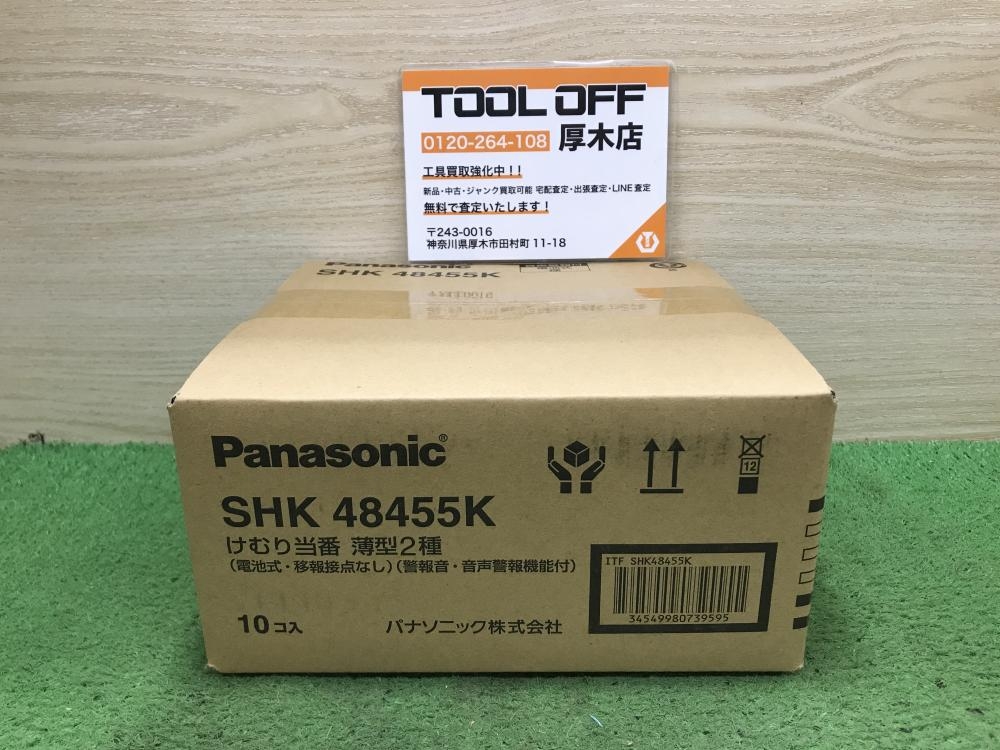 TOOL OFF
0120-264-108 厚木店
工具買取強化中!!
新品・中古・ジャンク買取可能 宅配査定・出張査定・LINE査定
無料で査定いたします!
〒243-0016
神奈川県厚木市田村町 11-18
Panasonic
SHK 48455K
Panasonic®
SHK 48455K
けむり当番 薄型2種
(電池式・移報接点なし)(警報音・音声警報機能付)
10コ入
パナソニック株式会社
12
ITF SHK48455K
34549980739595